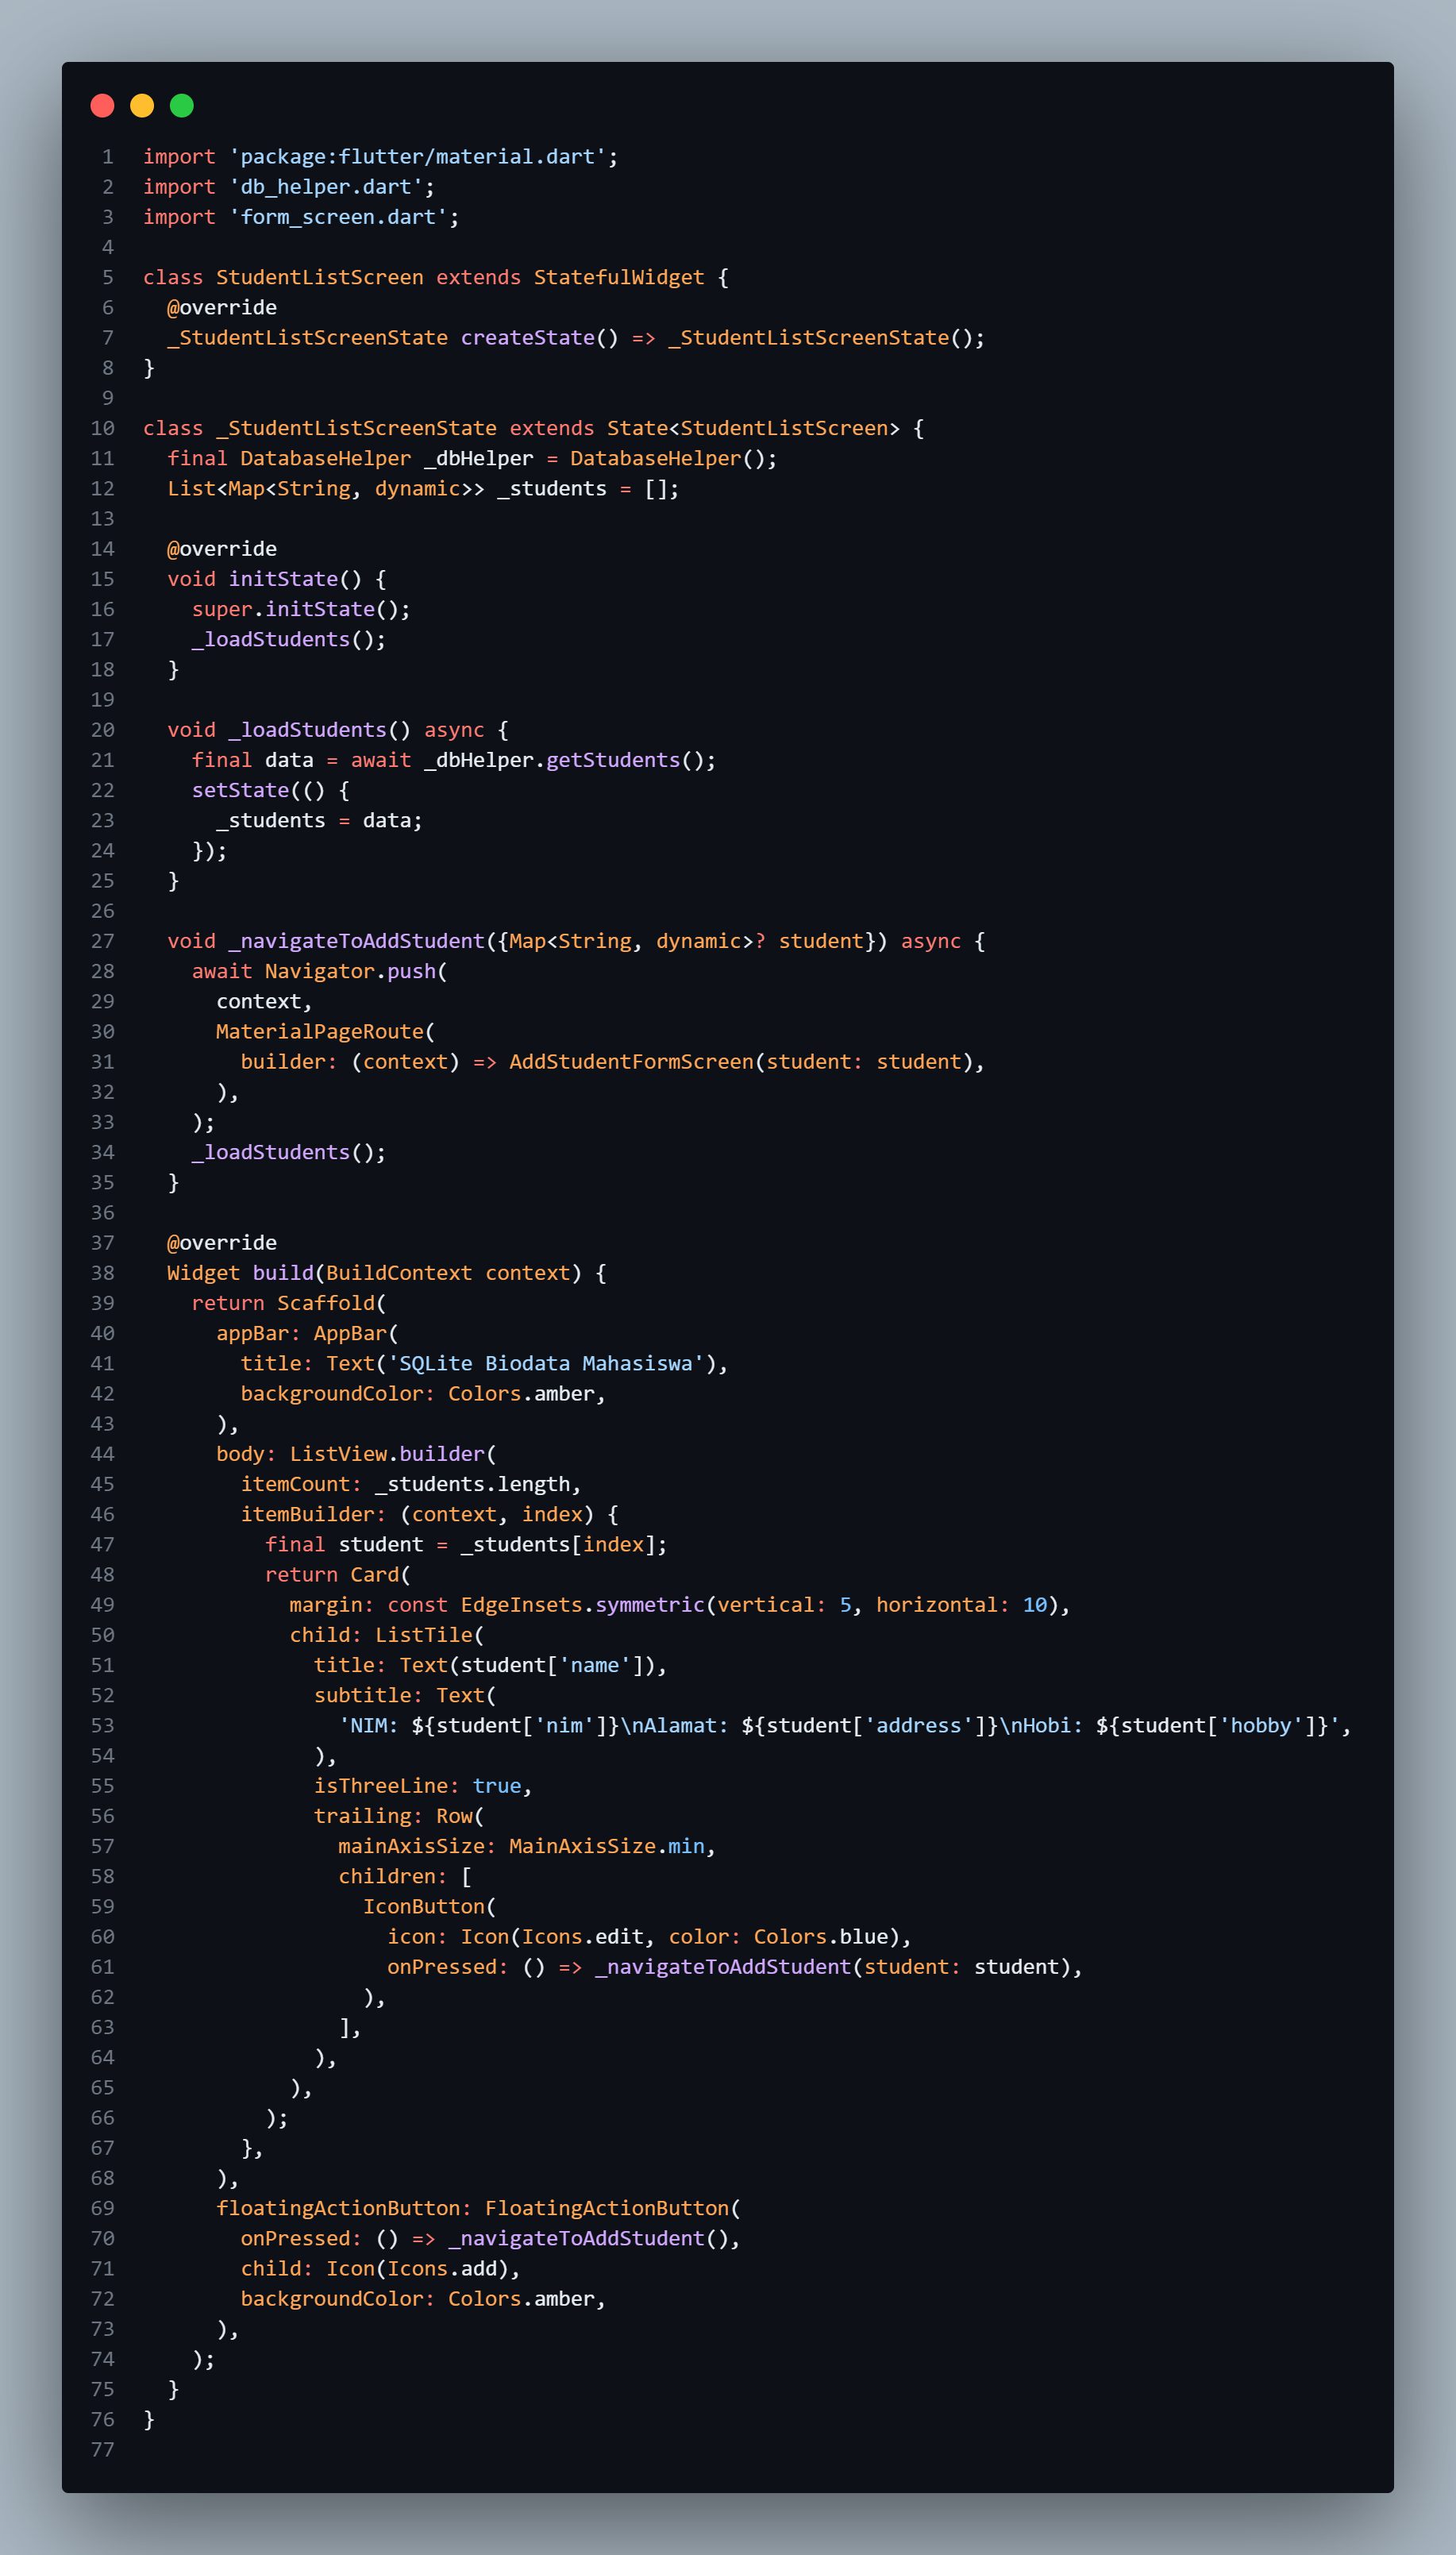 1 import 'package:flutter/material.dart';
2 import 'db_helper.dart';
3 import 'form_screen.dart';
4
5 class StudentListScreen extends StatefulWidget {
6   @override
7   _StudentListScreenState createState() => _StudentListScreenState();
8 }
9
10 class _StudentListScreenState extends State<StudentListScreen> {
11   final DatabaseHelper _dbHelper = DatabaseHelper();
12   List<Map<String, dynamic>> _students = [];
13
14   @override
15   void initState() {
16     super.initState();
17     _loadStudents();
18   }
19
20   void _loadStudents() async {
21     final data = await _dbHelper.getStudents();
22     setState(() {
23       _students = data;
24     });
25   }
26
27   void _navigateToAddStudent({Map<String, dynamic>? student}) async {
28     await Navigator.push(
29       context,
30       MaterialPageRoute(
31         builder: (context) => AddStudentFormScreen(student: student),
32       ),
33     );
34     _loadStudents();
35   }
36
37   @override
38   Widget build(BuildContext context) {
39     return Scaffold(
40       appBar: AppBar(
41         title: Text('SQLite Biodata Mahasiswa'),
42         backgroundColor: Colors.amber,
43       ),
44       body: ListView.builder(
45         itemCount: _students.length,
46         itemBuilder: (context, index) {
47           final student = _students[index];
48           return Card(
49             margin: const EdgeInsets.symmetric(vertical: 5, horizontal: 10),
50             child: ListTile(
51               title: Text(student['name']),
52               subtitle: Text(
53                 'NIM: ${student['nim']}\nAlamat: ${student['address']}\nHobi: ${student['hobby']}',
54               ),
55               isThreeLine: true,
56               trailing: Row(
57                 mainAxisSize: MainAxisSize.min,
58                 children: [
59                   IconButton(
60                     icon: Icon(Icons.edit, color: Colors.blue),
61                     onPressed: () => _navigateToAddStudent(student: student),
62                   ),
63                 ],
64               ),
65             ),
66           );
67         },
68       ),
69       floatingActionButton: FloatingActionButton(
70         onPressed: () => _navigateToAddStudent(),
71         child: Icon(Icons.add),
72         backgroundColor: Colors.amber,
73       ),
74     );
75   }
76 }
77